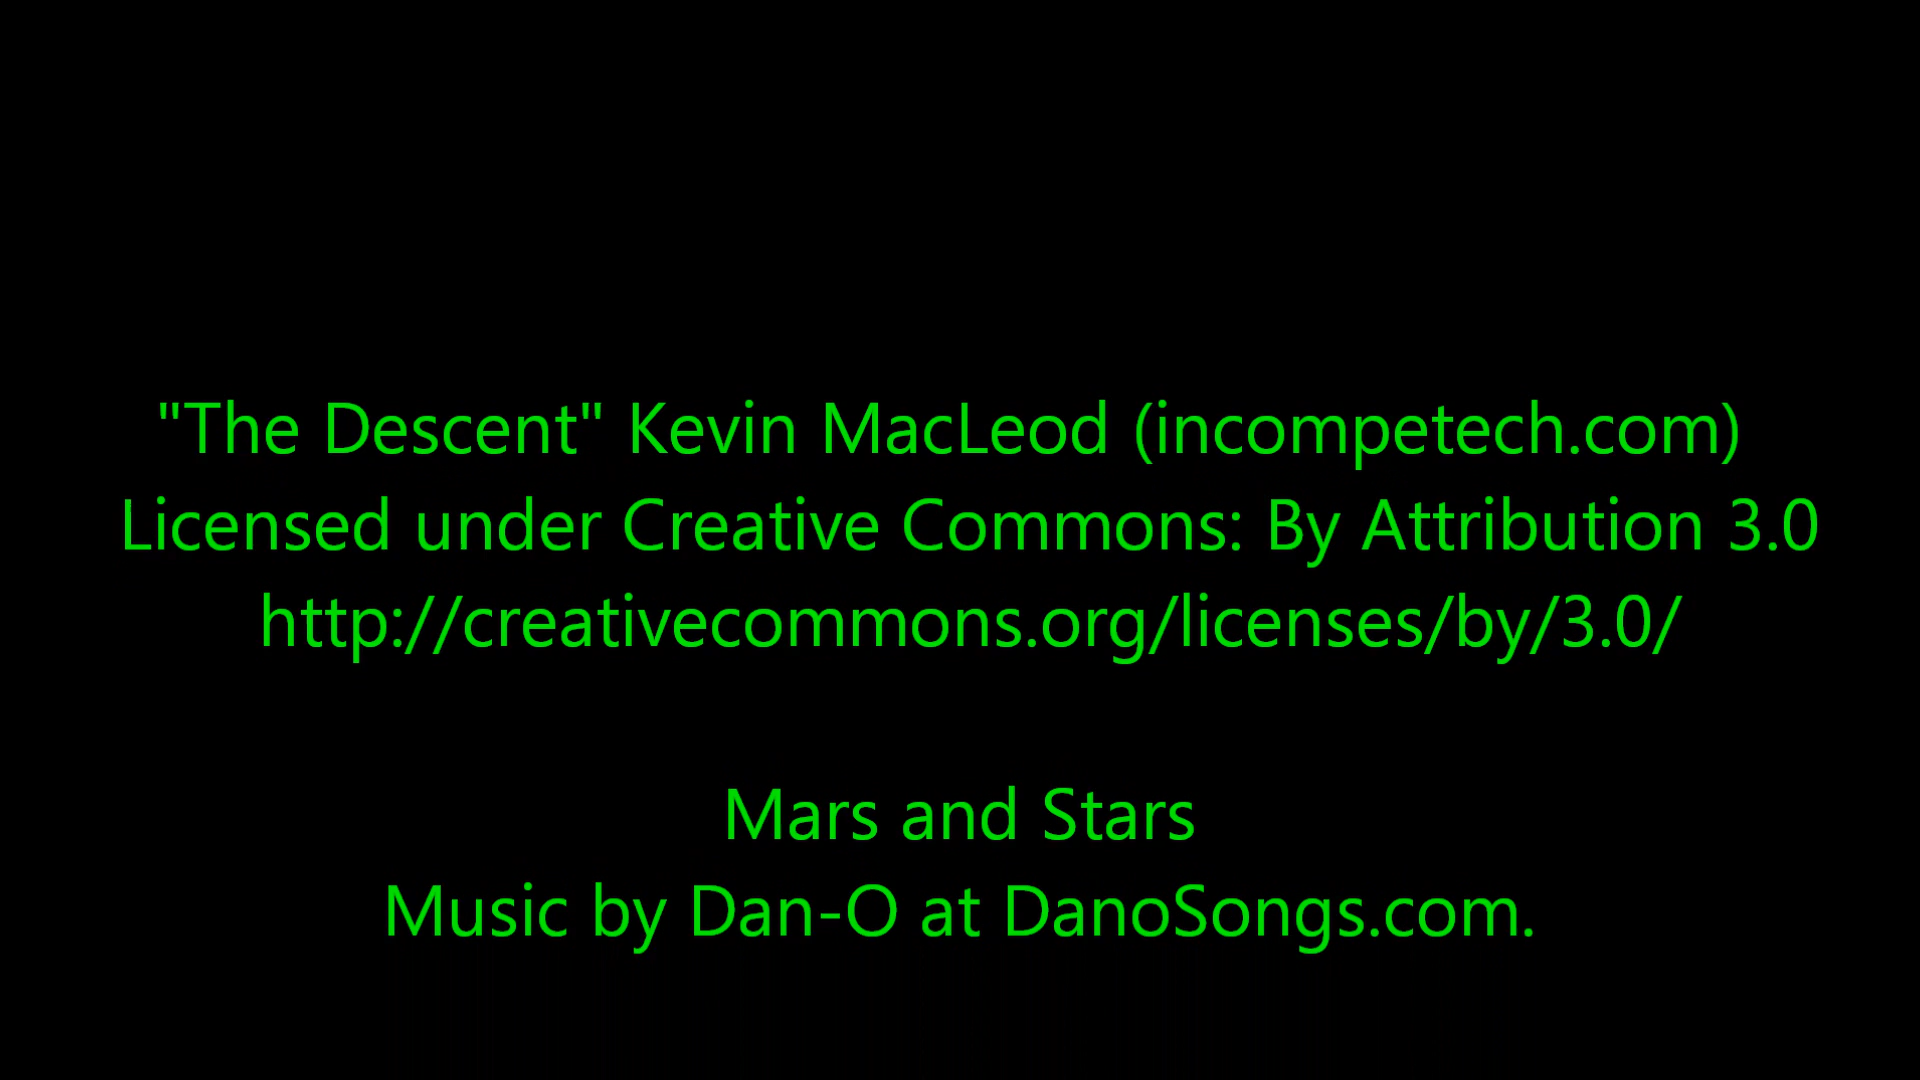 "The Descent" Kevin MacLeod (incompetech.com)
Licensed under Creative Commons: By Attribution 3.0
http://creativecommons.org/licenses/by/3.0/
Mars and Stars
Music by Dan-O at DanoSongs.com.